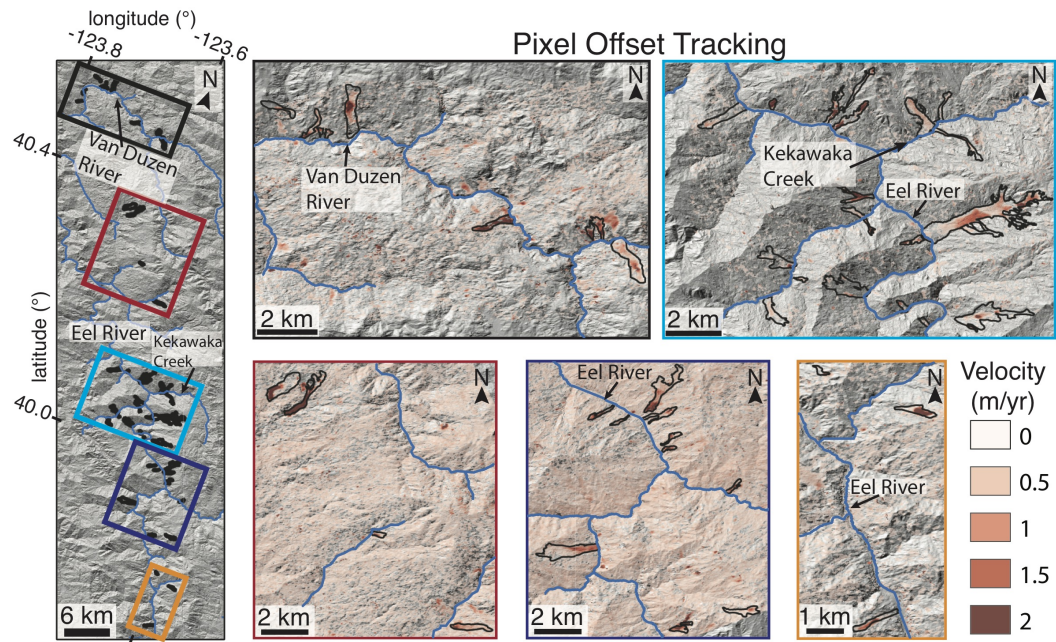 longitude (°)
-123.8
-123.6
N
Van Duzen
River
40.4
latitude (°)
Eel River
Kekawaka
Creek
40.0
6 km
Pixel Offset Tracking
N
Van Duzen
River
2 km
N
Kekawaka
Creek
Eel River
2 km
N
2 km
Eel River
N
2 km
N
Eel River
1 km
Velocity
(m/yr)
0
0.5
1
1.5
2